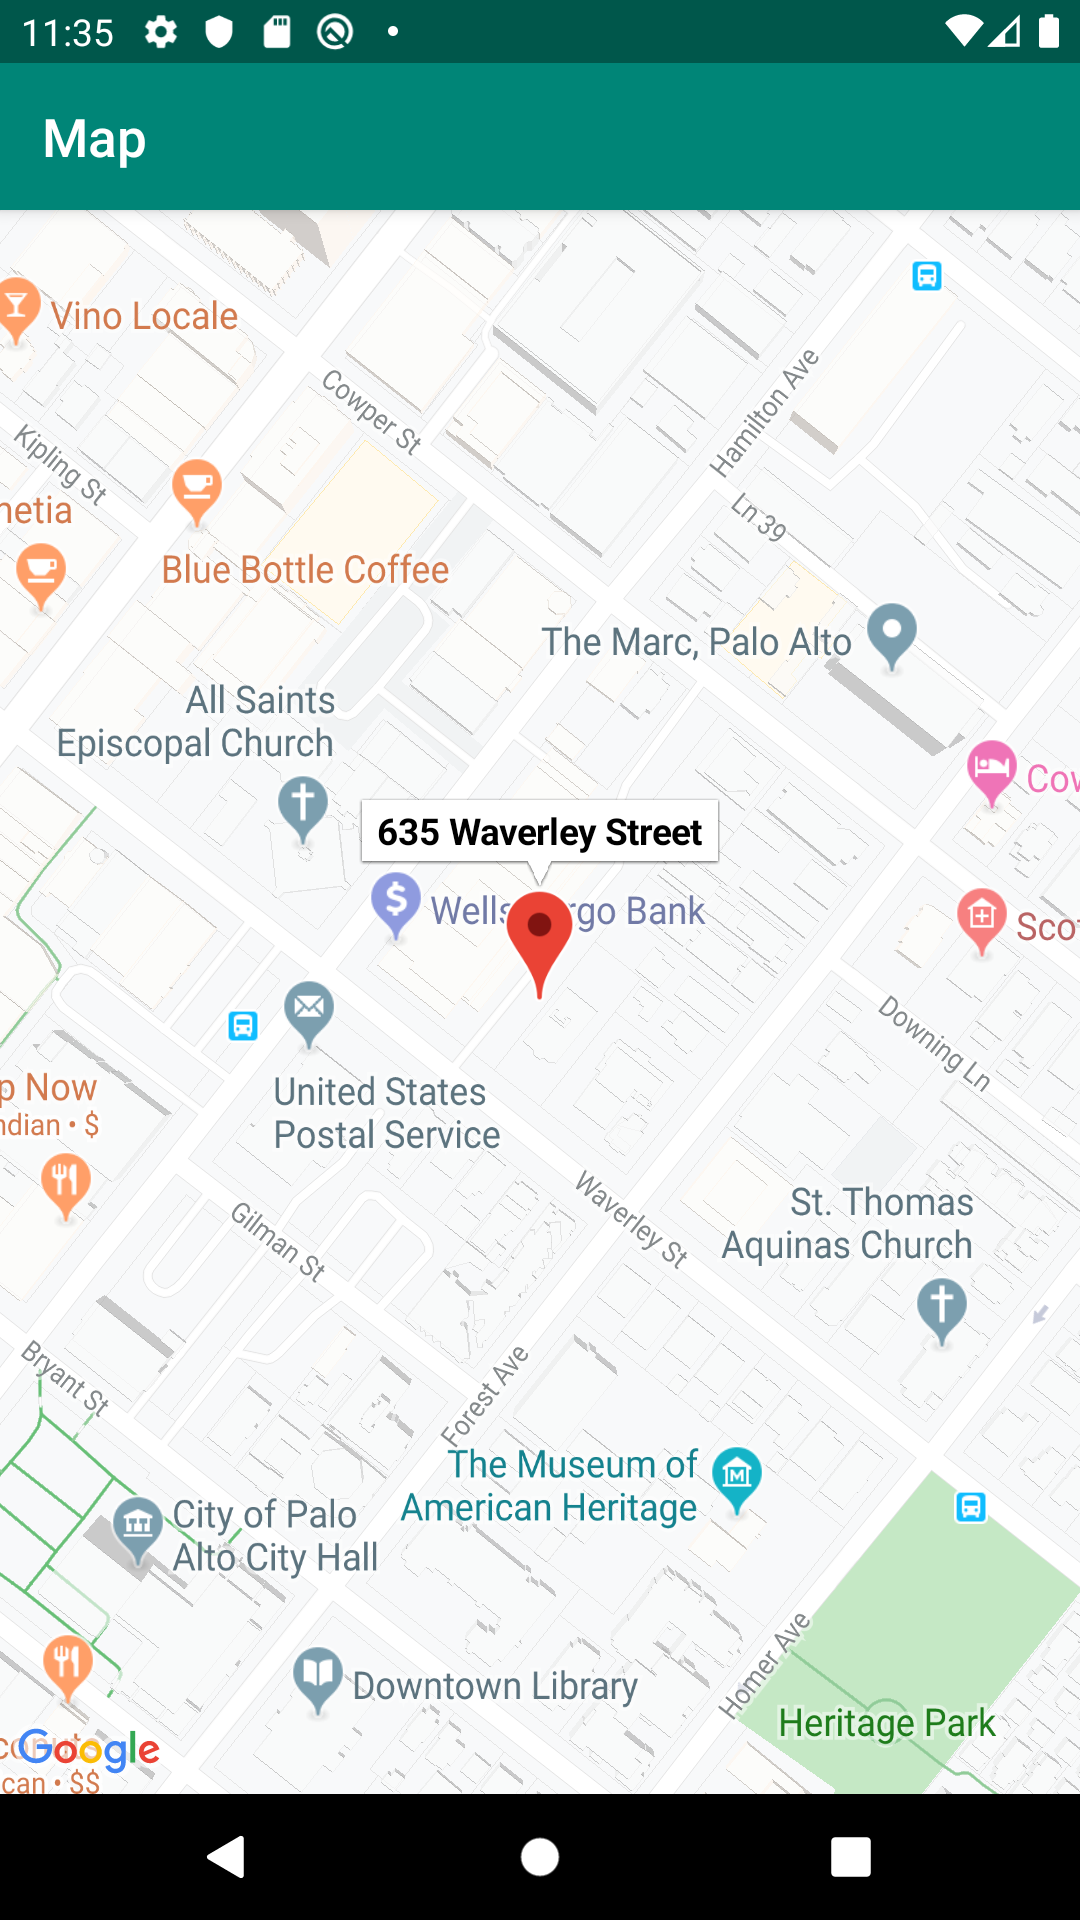 11:35
Map
Vino Locale
Cowper St
Hamilton Ave
Kipling St
netia
Ln 39
Blue Bottle Coffee
The Marc, Palo Alto
All Saints
Episcopal Church
Cow
635 Waverley Street
Wells Fargo Bank
Scot
Downing Ln
United States
Postal Service
p Now
ndian • $
Waverley St
St. Thomas
Aquinas Church
Gilman St
Bryant St
Forest Ave
The Museum of
American Heritage
City of Palo
Alto City Hall
Homer Ave
Downtown Library
Heritage Park
Google
can • $$